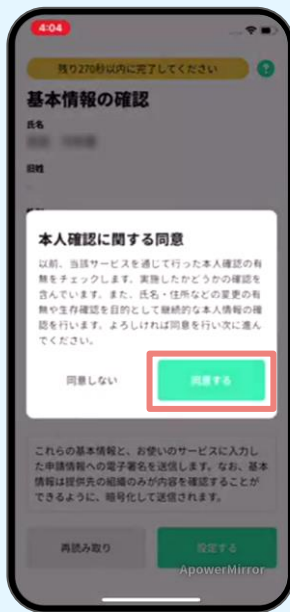 4:04
残り270秒以内に完了してください
?
基本情報の確認
氏名
旧姓
本人確認に関する同意
以前、当該サービスを通じて行った本人確認の有
無をチェックします。実施したかどうかの確認を
含んでいます。また、氏名・住所などの変更の有
無や生存確認を目的として継続的な本人情報の確
認を行います。よろしければ同意を行い次に進ん
でください。
同意しない
同意する
これらの基本情報と、お使いのサービスに入力し
た申請情報への電子署名を送信します。なお、基本
情報は提供先の組織のみが内容を確認することが
できるように、暗号化して送信されます。
再読み取り
設定する
ApowerMirror